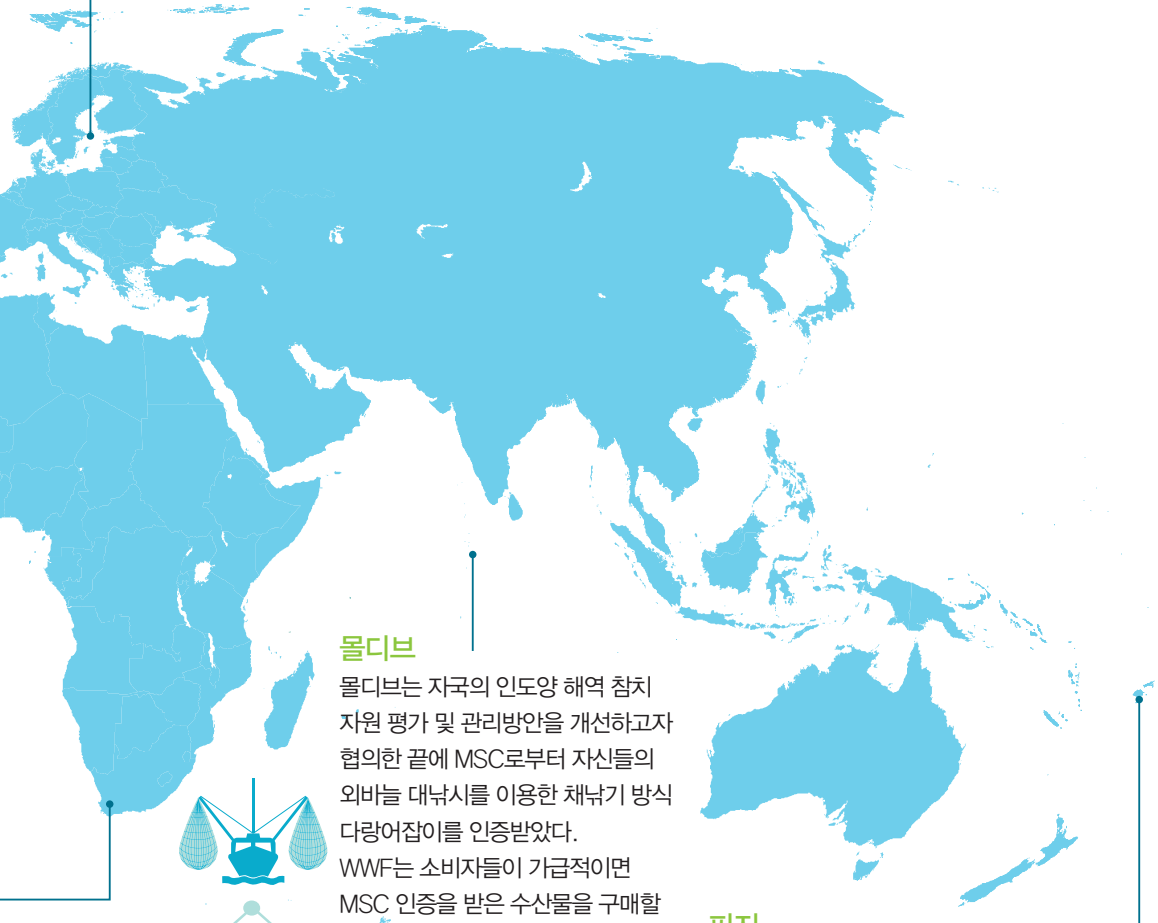 몰디브
몰디브는 자국의 인도양 해역 참치
자원 평가 및 관리방안을 개선하고자
협의한 끝에 MSC로부터 자신들의
외바늘 대낚시를 이용한 채낚기 방식
다랑어잡이를 인증받았다.
WWF는 소비자들이 가급적이면
MSC 인증을 받은 수산물을 구매할